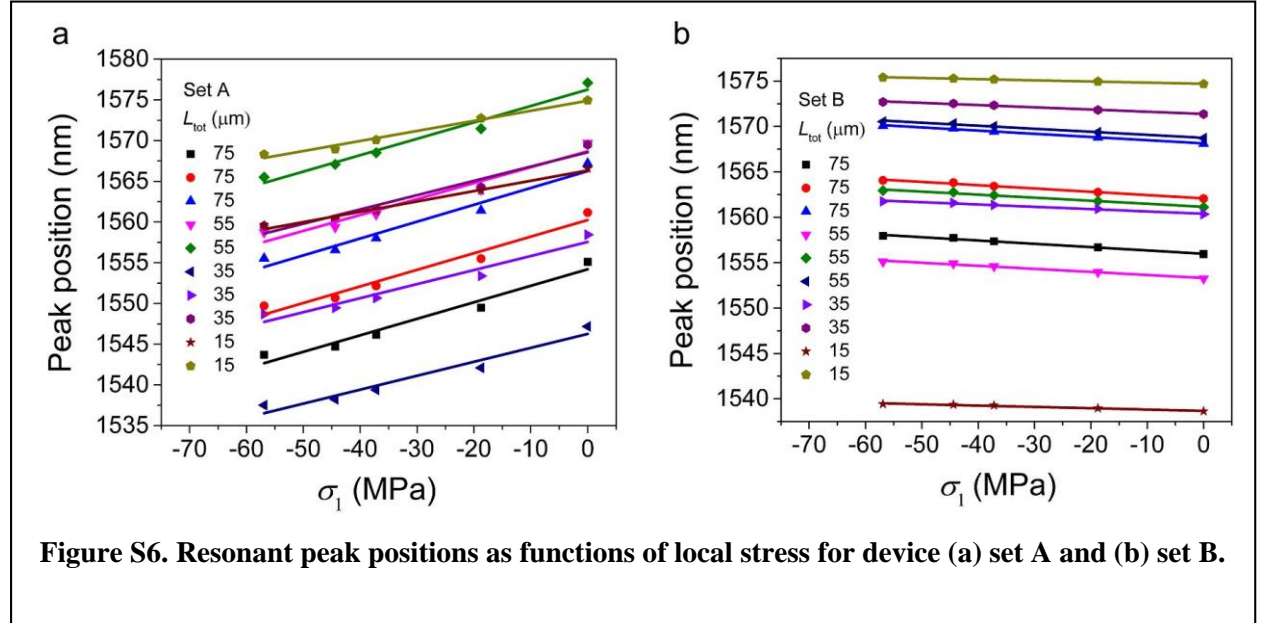 a
Peak position (nm)
1580
1575
1570
1565
1560
1555
1550
1545
1540
1535
Set A
L_tot (μm)
75
75
75
55
55
35
35
35
15
15
-70 -60 -50 -40 -30 -20 -10 0
σ₁ (MPa)
b
Peak position (nm)
1575
1570
1565
1560
1555
1550
1545
1540
Set B
L_tot (μm)
75
75
75
55
55
55
35
35
15
15
-70 -60 -50 -40 -30 -20 -10 0
σ₁ (MPa)
Figure S6. Resonant peak positions as functions of local stress for device (a) set A and (b) set B.